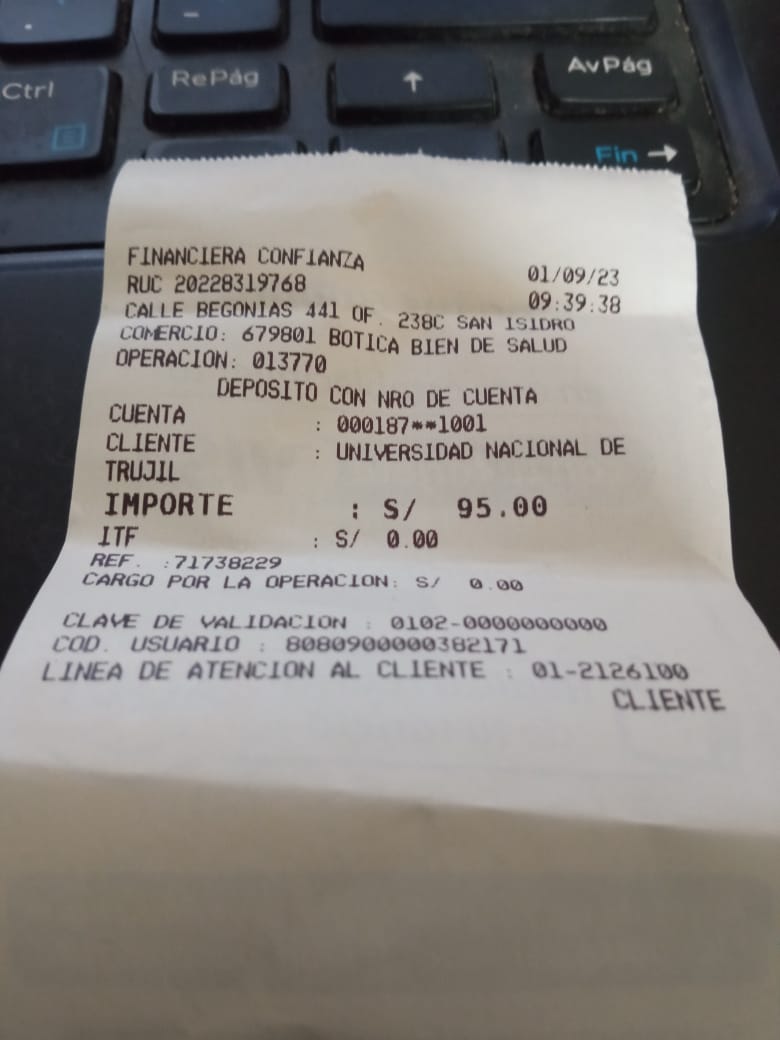 Ctrl
RePág
↑
AvPág
Fin →
FINANCIERA CONFIANZA
RUC 20228319768 01/09/23
09:39:38
CALLE BEGONIAS 441 OF. 238C SAN ISIDRO
COMERCIO: 679801 BOTICA BIEN DE SALUD
OPERACION: 013770
DEPOSITO CON NRO DE CUENTA
CUENTA : 000187**1001
CLIENTE : UNIVERSIDAD NACIONAL DE
TRUJIL
IMPORTE : S/ 95.00
ITF : S/ 0.00
REF. :71738229
CARGO POR LA OPERACION: S/ 0.00
CLAVE DE VALIDACION : 0102-0000000000
COD. USUARIO : 8080900000382171
LINEA DE ATENCION AL CLIENTE : 01-2126100
CLIENTE